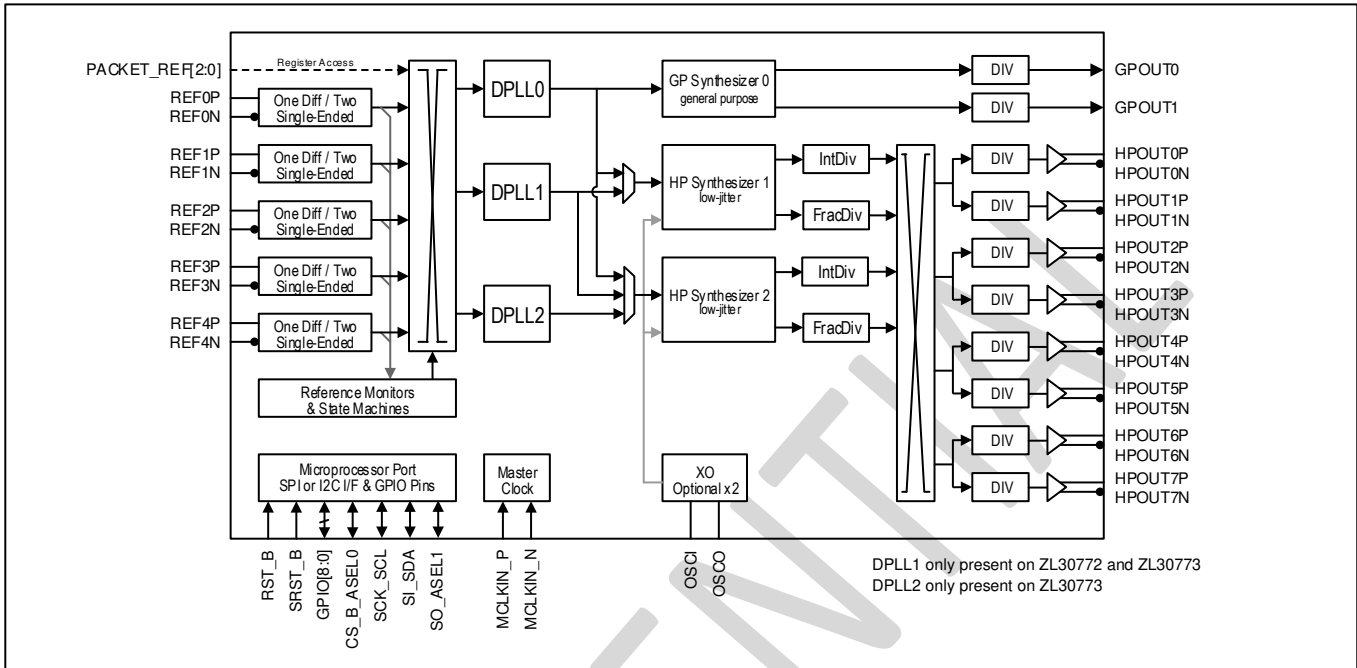 PACKET_REF[2:0]
Register Access
REF0P
REF0N
One Diff / Two
Single-Ended
REF1P
REF1N
One Diff / Two
Single-Ended
REF2P
REF2N
One Diff / Two
Single-Ended
REF3P
REF3N
One Diff / Two
Single-Ended
REF4P
REF4N
One Diff / Two
Single-Ended
Reference Monitors
& State Machines
DPLL0
DPLL1
DPLL2
GP Synthesizer 0
general purpose
HP Synthesizer 1
low-jitter
HP Synthesizer 2
low-jitter
IntDiv
FracDiv
IntDiv
FracDiv
DIV
GPOUT0
DIV
GPOUT1
DIV
HPOUT0P
HPOUT0N
DIV
HPOUT1P
HPOUT1N
DIV
HPOUT2P
HPOUT2N
DIV
HPOUT3P
HPOUT3N
DIV
HPOUT4P
HPOUT4N
DIV
HPOUT5P
HPOUT5N
DIV
HPOUT6P
HPOUT6N
DIV
HPOUT7P
HPOUT7N
Microprocessor Port
SPI or I2C I/F & GPIO Pins
Master
Clock
XO
Optional x2
RST_B
SRST_B
GPIO[8:0]
CS_B_ASEL0
SCK_SCL
SI_SDA
SO_ASEL1
MCLKIN_P
MCLKIN_N
OSCI
OSCO
DPLL1 only present on ZL30772 and ZL30773
DPLL2 only present on ZL30773
ENTIAL